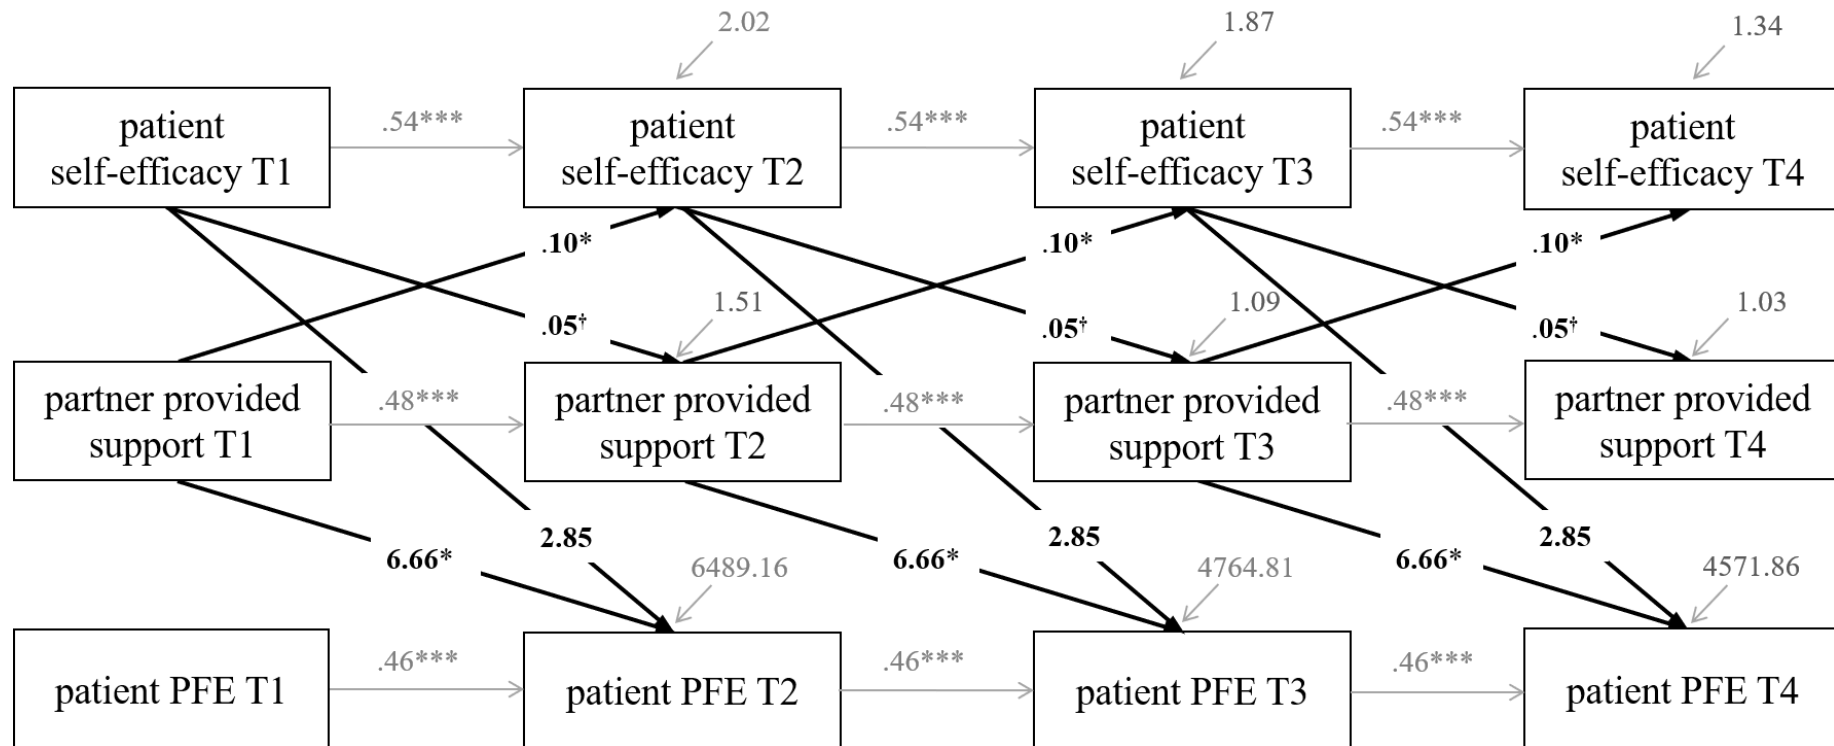 2.02
1.87
1.34
patient
self-efficacy T1
.54***
patient
self-efficacy T2
.54***
patient
self-efficacy T3
.54***
patient
self-efficacy T4
.10*
.10*
.10*
.05†
1.51
.05†
1.09
.05†
1.03
partner provided
support T1
.48***
partner provided
support T2
.48***
partner provided
support T3
.48***
partner provided
support T4
6.66*
2.85
6489.16
6.66*
2.85
4764.81
6.66*
2.85
4571.86
patient PFE T1
.46***
patient PFE T2
.46***
patient PFE T3
.46***
patient PFE T4